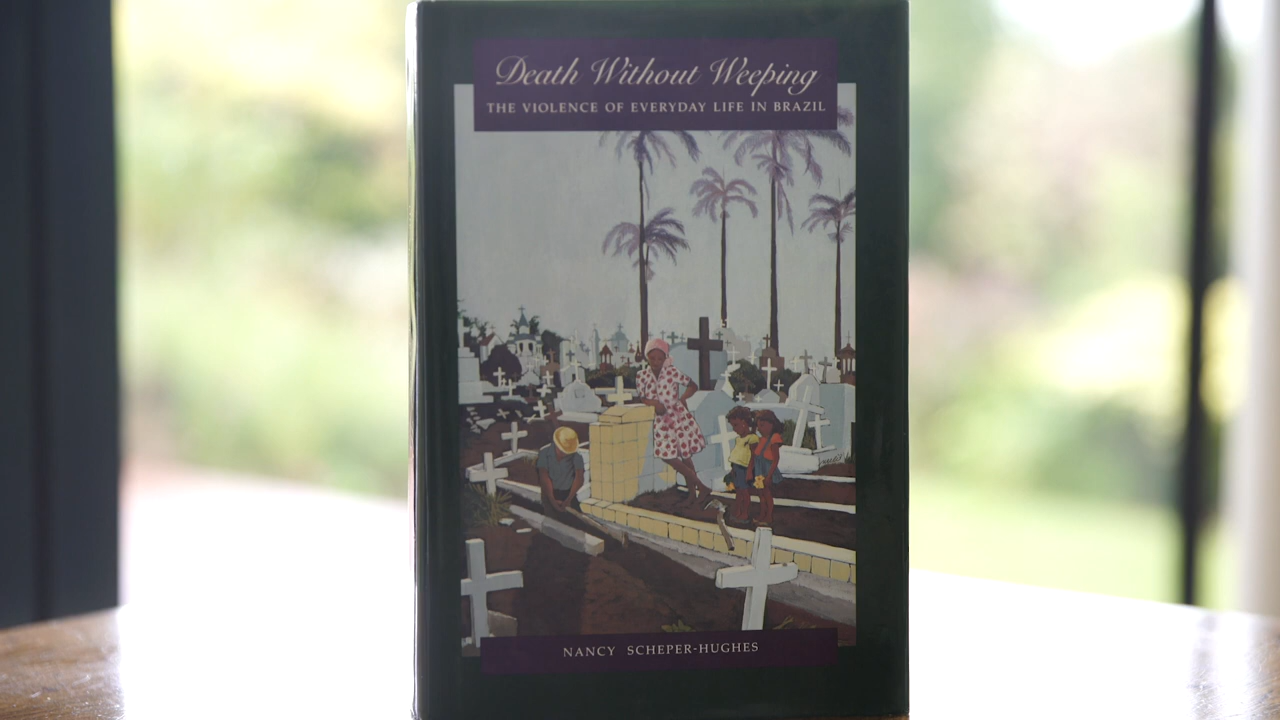 Death Without Weeping
THE VIOLENCE OF EVERYDAY LIFE IN BRAZIL
NANCY SCHEPER-HUGHES